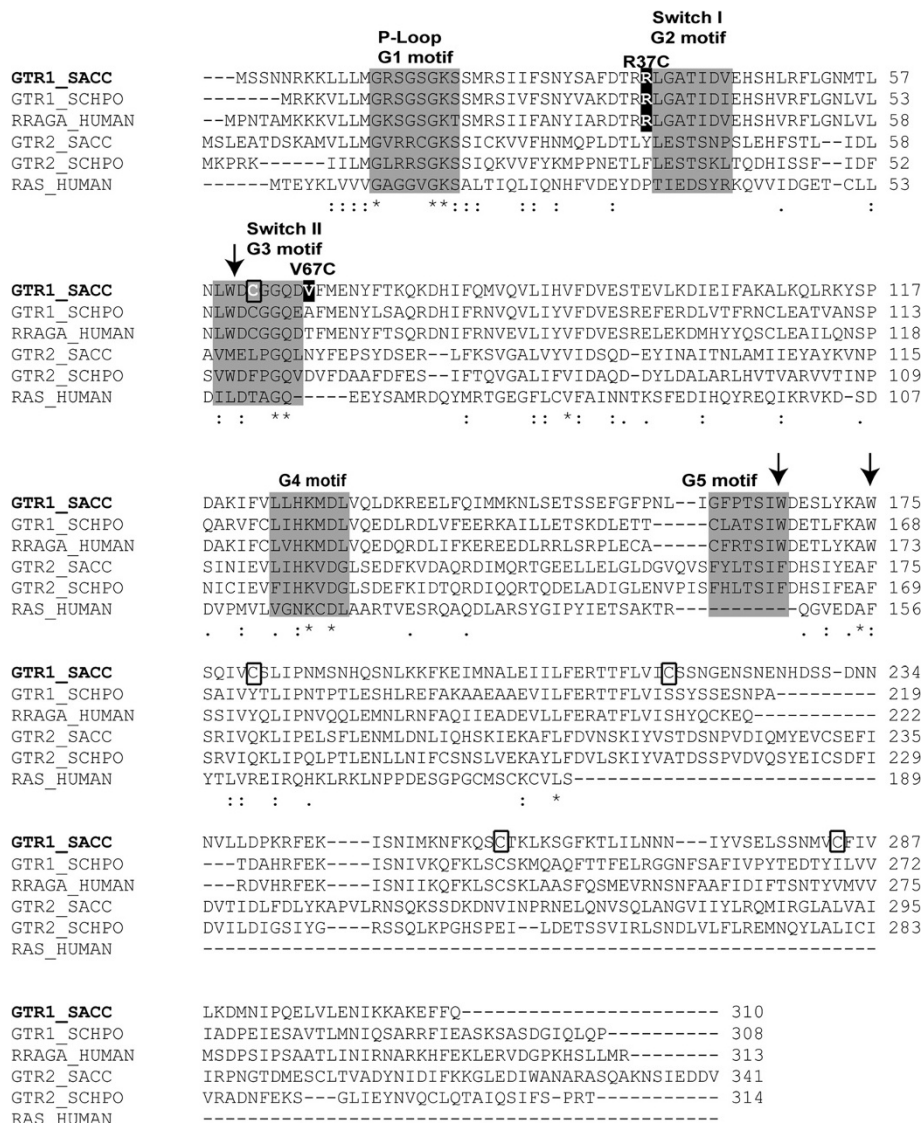 Switch I
P-Loop G2 motif
G1 motif R37C
GTR1_SACC ---MSSNNRKKLLLMGRSGSGKSSMRSIIFSNYSAFDTRRLGATIDVEHSHLRFLGNMTL 57
GTR1_SCHPO -------MRKKVLLMGRSGSGKSSMRSIVFSNYVAKDTRRLGATIDIEHSHVRFLGNLVL 53
RRAGA_HUMAN --MPNTAMKKKVLLMGRSGSGKTSMRSIIFANYIARDTRRLGATIDVEHSHVRFLGNLVL 58
GTR2_SACC MSLEATDSKAMVLLMGVRRCGKSSICKVVFHNMQPLDTLYLESTSNPSLEHFSTL--IDL 58
GTR2_SCHPO MKPRK------IILMGLRRCGKSSIQKVVFYKMPPNETLFLESTSKLTQDHISSF--IDF 52
RAS_HUMAN ------MTEYKLVVVGAGGVGKSALTIQLIQNHFVDEYDPTIEDSYRKQVVIDGET-CLL 53
::::* **::: :: : : . :
Switch II
G3 motif
V67C
GTR1_SACC NLWDCGGQDVFMENYFTKQKDHIFQMVQVLIHVFDVESTEVLKDIEIFAKALKQLRKYSP 117
GTR1_SCHPO NLWDCGGQEAFMENYLSAQRDHIFRNVQVLIYVFDVESREFERDLVTFRNCLEATVANSP 113
RRAGA_HUMAN NLWDCGGQDTFMENYFTSQRDNIFRNVEVLIYVFDVESRELEKDMHYYQSCLEAILQNSP 118
GTR2_SACC AVMELPGQLNYFEPSYDSER--LFKSVGALVYVIDSQD-EYINAITNLAMIIEYAYKVNP 115
GTR2_SCHPO SVWDFPGQVDVFDAAFDFES--IFTQVGALIFVIDAQD-DYLDALARLHVTVARVVTINP 109
RAS_HUMAN DILDTAGQ----EEYSAMRDQYMRTGEGFLCVFAINNTKSFEDIHQYREQIKRVKD-SD 107
: : ** : :: :*: :. . : .
G4 motif G5 motif
GTR1_SACC DAKIFVLLHKMDLVQLDKREELFQIMMKNLSETSSEFGFPNL--IGFPTSIWDESLYKAW 175
GTR1_SCHPO QARVFCLIHKMDLVQEDLRDLVFEERKAILLETSKDLETT-----CLATSIWDETLFKAW 168
RRAGA_HUMAN DAKIFCLVHKMDLVQEDQRDLIFKEREEDLRRLSRPLECA-----CFRTSIWDETLYKAW 173
GTR2_SACC SINIEVLIHKVDGLSEDFKVDAQRDIMQRTGEELLELGLDGVQVSFYLTSIFDHSIYEAF 175
GTR2_SCHPO NICIEVFIHKVDGLSEDFKIDTQRDIQQRTQDELADIGLENVPISFHLTSIFDHSIFEAF 169
RAS_HUMAN DVPMVLVGNKCDLAARTVESRQAQDLARSYGIPYIETSAKTR---------QGVEDAF 156
. : . :* * . . : : .*:
GTR1_SACC SQIVCSLIPNMSNHQSNLKKFKEIMNALEIILFERTTFLVICSSNGENSNENHDSS-DNN 234
GTR1_SCHPO SAIVYTLIPNTPTLESHLREFAKAAEAAEVILFERTTFLVISSYSSESNPA--------- 219
RRAGA_HUMAN SSIVYQLIPNVQQLEMNLRNFAQIIEADEVLLFERATFLVISHYQCKEQ----------- 222
GTR2_SACC SRIVQKLIPELSFLENMLDNLIQHSKIEKAFLFDVNSKIYVSTDSNPVDIQMYEVCSEFI 235
GTR2_SCHPO SRVIQKLIPQLPTLENLLNIFCSNSLVEKAYLFDVLSKIYVATDSSPVDVQSYEICSDFI 229
RAS_HUMAN YTLVREIRQHKLRKLNPPDESGPGCMSCKCVLS--------------------------- 189
:: : . : *
GTR1_SACC NVLLDPKRFEK----ISNIMKNFKQSCTKLKSGFKTLILNNN---IYVSELSSNMVCFIV 287
GTR1_SCHPO ---TDAHRFEK----ISNIVKQFKLSCSKMQAQFTTFELRGGNFSAFIVPYTEDTYILVV 272
RRAGA_HUMAN ---RDVHRFEK----ISNIIKQFKLSCSKLAASFQSMEVRNSNFAAFIDIFTSNTYVMVV 275
GTR2_SACC DVTIDLFDLYKAPVLRNSQKSSDKDNVINPRNELQNVSQLANGVIIYLRQMIRGLALVAI 295
GTR2_SCHPO DVILDIGSIYG----RSSQLKPGHSPEI--LDETSSVIRLSNDLVLFLREMNQYLALICI 283
RAS_HUMAN ------------------------------------------------------------
GTR1_SACC LKDMNIPQELVLENIKKAKEFFQ----------------- 310
GTR1_SCHPO IADPEIESAVTLMNIQSARRFIEASKSASDGIQLQP------- 308
RRAGA_HUMAN MSDPSIPSAATLINIRNARKHFEKLERVDGPKHSLLMR-------- 313
GTR2_SACC IRPNGTDMESCLTVADYNIDIFKKGLEDIWANARASQAKNSIEDDV 341
GTR2_SCHPO VRADNFEKS----GLIEYNVQCLQTAIQSIFS-PRT---------- 314
RAS_HUMAN ----------------------------------------------